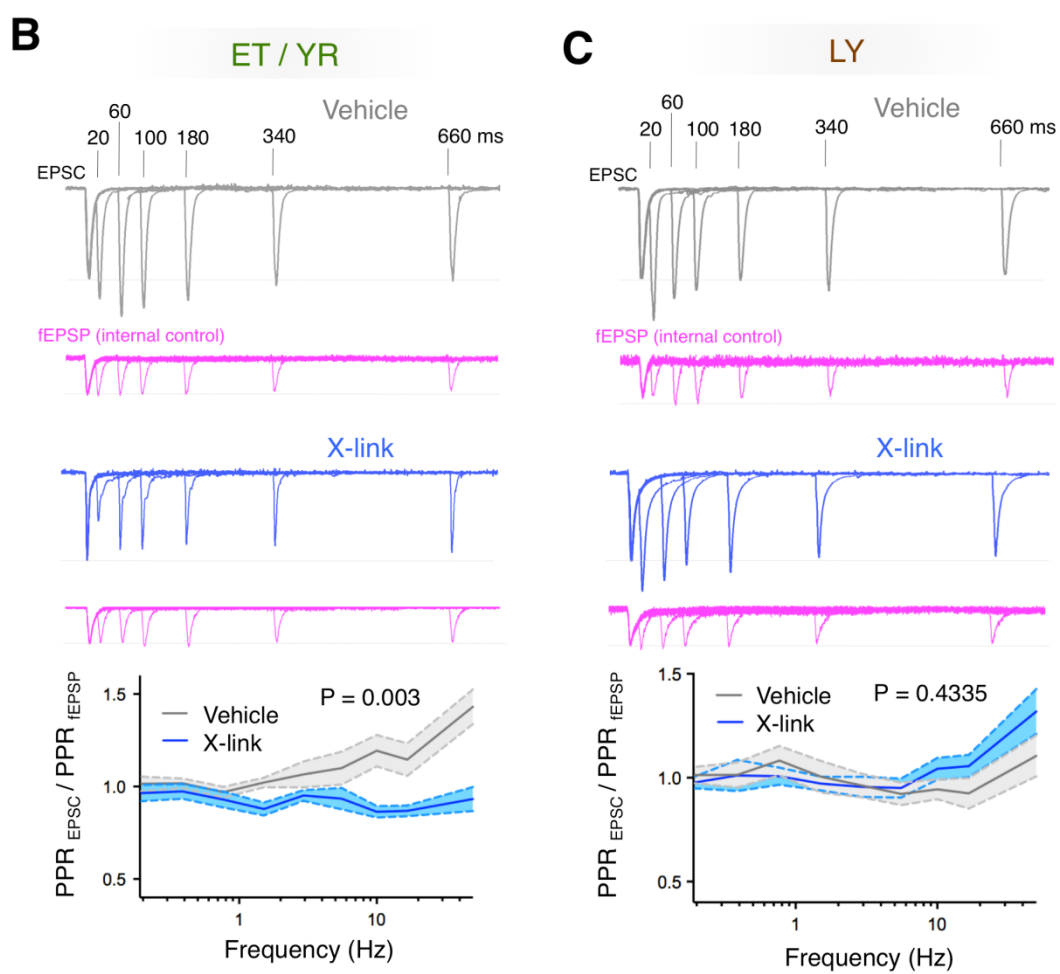 B
ET / YR
Vehicle
60
20 100 180 340 660 ms
EPSC
fEPSP (internal control)
X-link
1.5
P = 0.003
Vehicle
X-link
1.0
0.5
PPR EPSC / PPR fEPSP
1 10
Frequency (Hz)
C
LY
Vehicle
60
20 100 180 340 660 ms
EPSC
fEPSP (internal control)
X-link
1.5
Vehicle P = 0.4335
X-link
1.0
0.5
PPR EPSC / PPR fEPSP
1 10
Frequency (Hz)